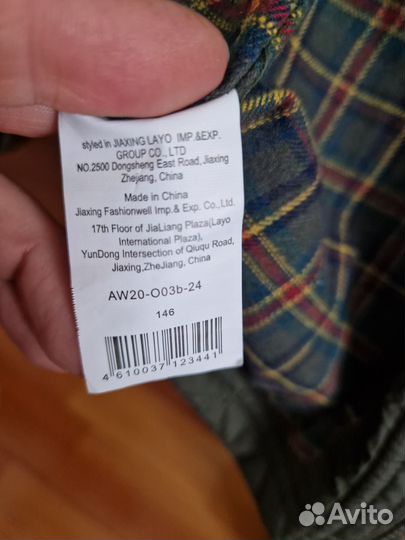 styled in JIAXING LAYO IMP.&EXP.
GROUP CO., LTD
NO.2500 Dongsheng East Road, Jiaxing
Zhejiang, China
Made in China
Jiaxing Fashionwell Imp.& Exp. Co.,Ltd.
17th Floor of JiaLiang Plaza(Layo
International Plaza),
YunDong Intersection of Qiuqu Road,
Jiaxing,ZheJiang, China
AW20-O03b-24
146
4 610037 123441
Avito